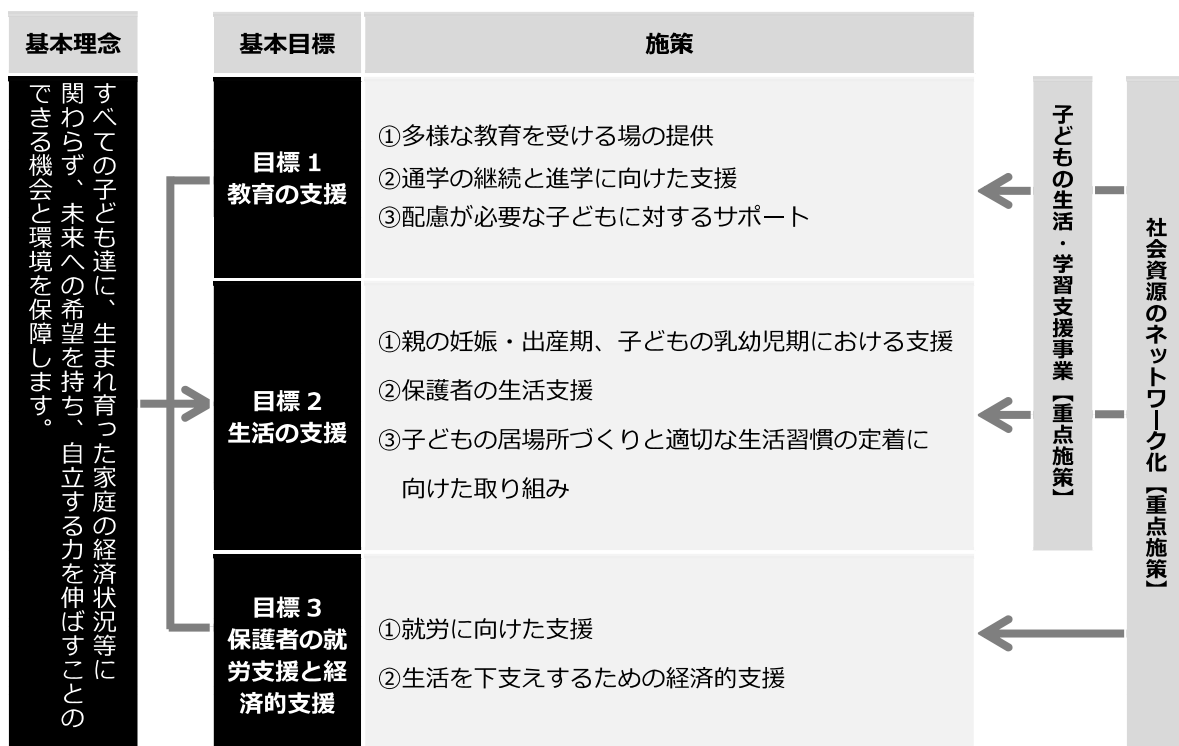 基本理念
すべての子ども達に、生まれ育った家庭の経済状況等に
関わらず、未来への希望を持ち、自立する力を伸ばすことの
できる機会と環境を保障します。
基本目標
施策
目標1
教育の支援
①多様な教育を受ける場の提供
②通学の継続と進学に向けた支援
③配慮が必要な子どもに対するサポート
目標2
生活の支援
①親の妊娠・出産期、子どもの乳幼児期における支援
②保護者の生活支援
③子どもの居場所づくりと適切な生活習慣の定着に
向けた取り組み
目標3
保護者の就
労支援と経
済的支援
①就労に向けた支援
②生活を下支えするための経済的支援
子どもの生活・学習支援事業【重点施策】
社会資源のネットワーク化【重点施策】